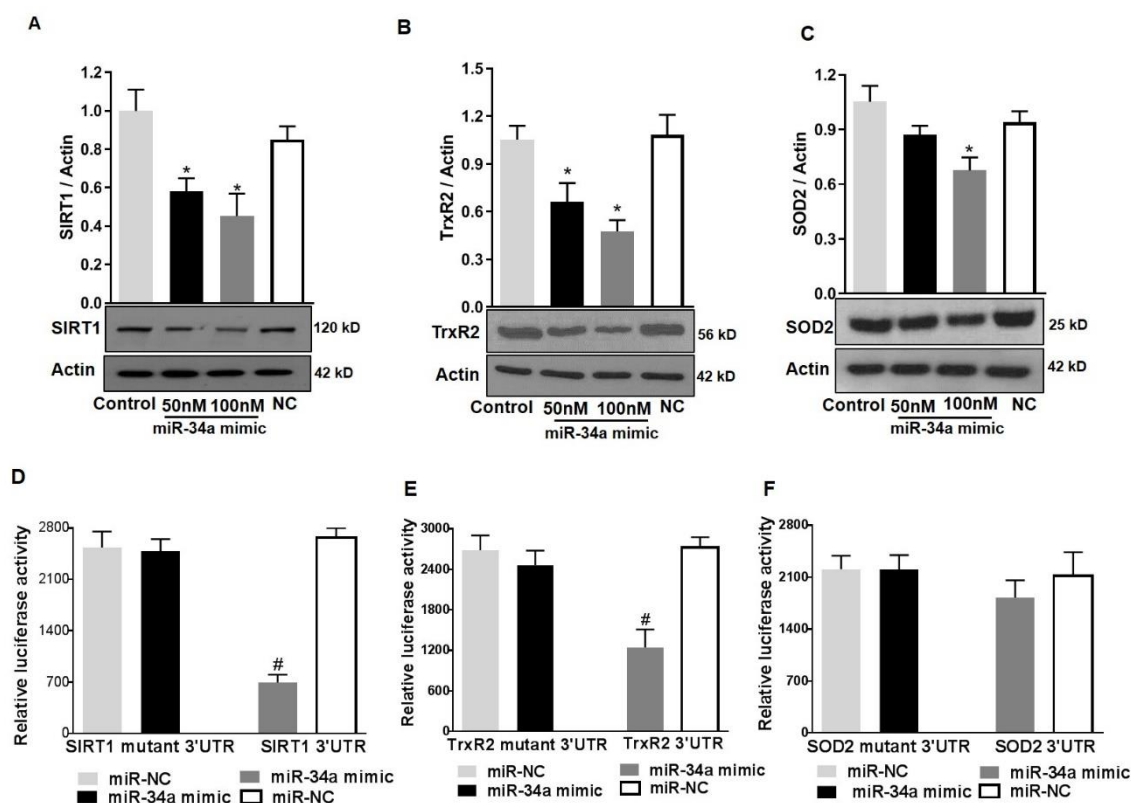 A
SIRT1 / Actin
1.2
1.0
0.8
0.6
0.4
0.2
0.0
*
*
SIRT1
120 kD
Actin
42 kD
Control 50nM 100nM NC
miR-34a mimic
B
TrxR2 / Actin
1.5
1.2
0.9
0.6
0.3
0.0
*
*
TrxR2
56 kD
Actin
42 kD
Control 50nM 100nM NC
miR-34a mimic
C
SOD2 / Actin
1.2
0.9
0.6
0.3
0.0
*
SOD2
25 kD
Actin
42 kD
Control 50nM 100nM NC
miR-34a mimic
D
Relative luciferase activity
2800
2100
1400
700
0
#
SIRT1 mutant 3'UTR SIRT1 3'UTR
miR-NC miR-34a mimic
miR-34a mimic miR-NC
E
Relative luciferase activity
3000
2400
1800
1200
600
0
#
TrxR2 mutant 3'UTR TrxR2 3'UTR
miR-NC miR-34a mimic
miR-34a mimic miR-NC
F
Relative luciferase activity
2800
2100
1400
700
0
SOD2 mutant 3'UTR SOD2 3'UTR
miR-NC miR-34a mimic
miR-34a mimic miR-NC